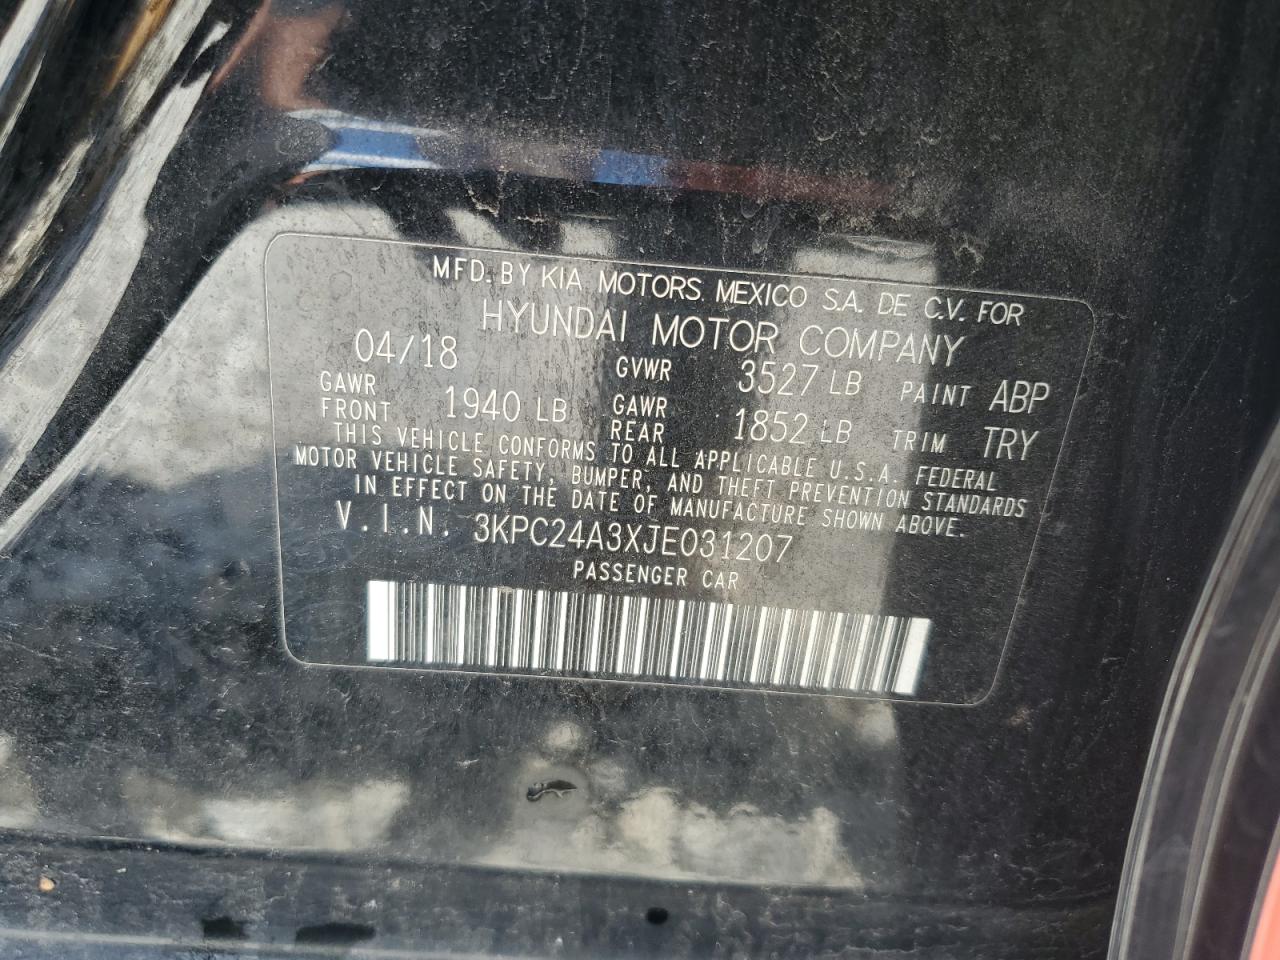 MFD. BY KIA MOTORS MEXICO S.A. DE C.V. FOR
HYUNDAI MOTOR COMPANY
04/18 GVWR 3527 LB PAINT ABP
GAWR FRONT 1940 LB GAWR REAR 1852 LB TRIM TRY
THIS VEHICLE CONFORMS TO ALL APPLICABLE U.S.A. FEDERAL
MOTOR VEHICLE SAFETY, BUMPER, AND THEFT PREVENTION STANDARDS
IN EFFECT ON THE DATE OF MANUFACTURE SHOWN ABOVE.
V.I.N. 3KPC24A3XJE031207
PASSENGER CAR